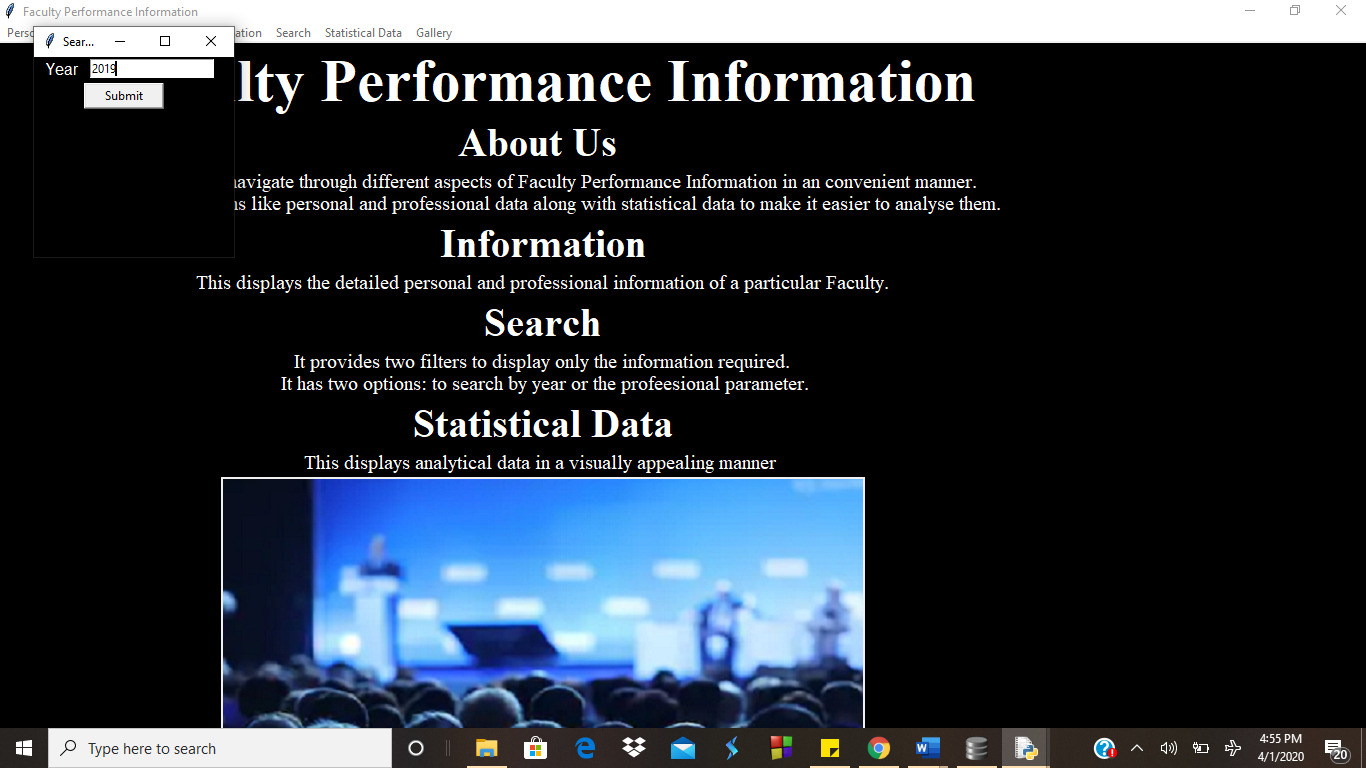 Faculty Performance Information
Sear...
Search Statistical Data Gallery
Year 2019
Submit
Performance Information
About Us
navigate through different aspects of Faculty Performance Information in an convenient manner.
like personal and professional data along with statistical data to make it easier to analyse them.
Information
This displays the detailed personal and professional information of a particular Faculty.
Search
It provides two filters to display only the information required.
It has two options: to search by year or the profeesional parameter.
Statistical Data
This displays analytical data in a visually appealing manner
Type here to search
4:55 PM
4/1/2020
20